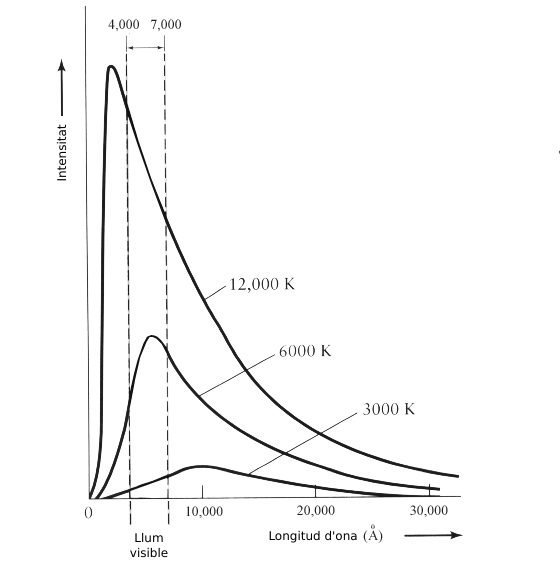 4,000 7,000
Intensitat
12,000 K
6000 K
3000 K
0 10,000 20,000 30,000
Llum
visible
Longitud d'ona (Å)